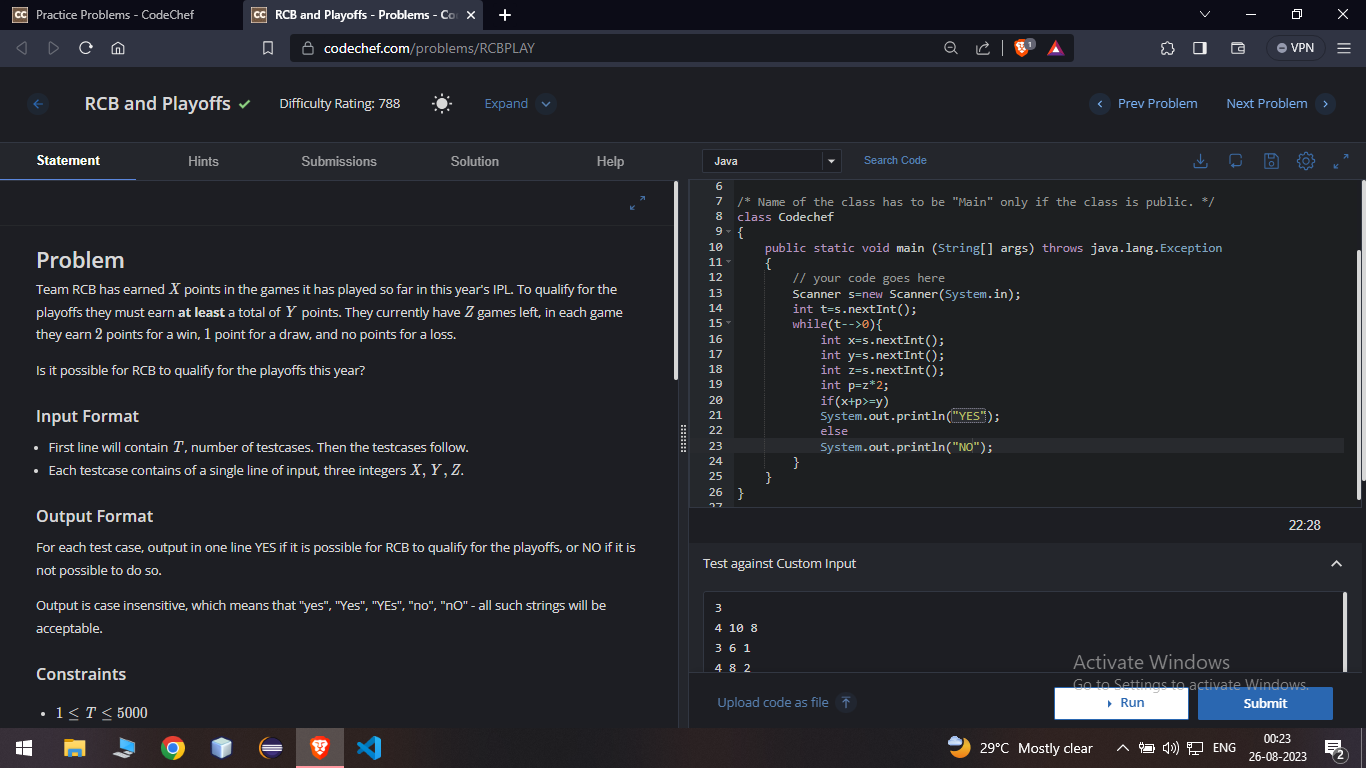 Practice Problems - CodeChef
RCB and Playoffs - Problems - Co
codechef.com/problems/RCBPLAY
1
VPN
RCB and Playoffs
Difficulty Rating: 788
Expand
Prev Problem
Next Problem
Statement
Hints
Submissions
Solution
Help
Problem
Team RCB has earned X points in the games it has played so far in this year's IPL. To qualify for the
playoffs they must earn at least a total of Y points. They currently have Z games left, in each game
they earn 2 points for a win, 1 point for a draw, and no points for a loss.
Is it possible for RCB to qualify for the playoffs this year?
Input Format
• First line will contain T, number of testcases. Then the testcases follow.
• Each testcase contains of a single line of input, three integers X, Y, Z.
Output Format
For each test case, output in one line YES if it is possible for RCB to qualify for the playoffs, or NO if it is
not possible to do so.
Output is case insensitive, which means that "yes", "Yes", "YEs", "no", "nO" - all such strings will be
acceptable.
Constraints
• 1 ≤ T ≤ 5000
Java
Search Code
6
7 /* Name of the class has to be "Main" only if the class is public. */
8 class Codechef
9 {
10 public static void main (String[] args) throws java.lang.Exception
11 {
12 // your code goes here
13 Scanner s=new Scanner(System.in);
14 int t=s.nextInt();
15 while(t-->0){
16 int x=s.nextInt();
17 int y=s.nextInt();
18 int z=s.nextInt();
19 int p=z*2;
20 if(x+p>=y)
21 System.out.println("YES");
22 else
23 System.out.println("NO");
24 }
25 }
26 }
27
22:28
Test against Custom Input
3
4 10 8
3 6 1
4 8 2
Activate Windows
Go to Settings to activate Windows.
Upload code as file
Run
Submit
29°C Mostly clear
ENG
00:23
26-08-2023
2